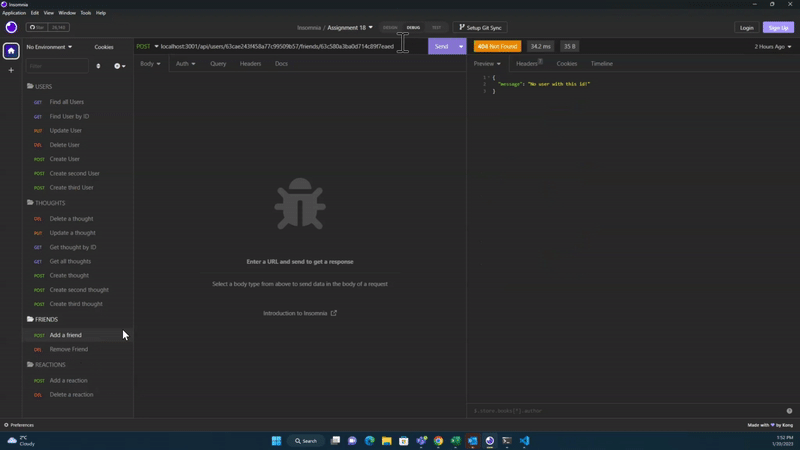 Insomnia
Application Edit View Window Tools Help
Star
Insomnia / Assignment 18
DESIGN DEBUG TEST
Setup Git Sync
Login
Sign Up
No Environment
Cookies
POST localhost:3001/api/users/63cae243f458a77c99509b57/friends/63c580a3ba0d714c89f7eaed
Send
404 Not Found
34.2 ms
35 B
2 Hours Ago
Filter
Body
Auth
Query
Headers
Docs
Preview
Headers
Cookies
Timeline
USERS
GET Find all Users
GET Find User by ID
PUT Update User
DEL Delete User
POST Create User
POST Create second User
POST Create third User
THOUGHTS
DEL Delete a thought
PUT Update a thought
GET Get thought by ID
GET Get all thoughts
POST Create thought
POST Create second thought
POST Create third thought
FRIENDS
POST Add a friend
DEL Remove Friend
REACTIONS
POST Add a reaction
DEL Delete a reaction
Enter a URL and send to get a response
Select a body type from above to send data in the body of a request
Introduction to Insomnia
1 {
2 "message": "No user with this id!"
3 }
$.store.books[*].author
Preferences
Made with by Kong
2°C
Cloudy
Search
1:52 PM
1/20/2023